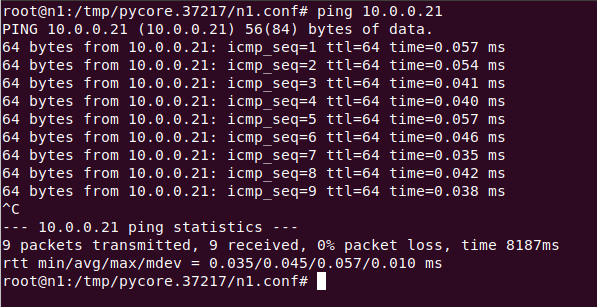 root@n1:/tmp/pycore.37217/n1.conf# ping 10.0.0.21
PING 10.0.0.21 (10.0.0.21) 56(84) bytes of data.
64 bytes from 10.0.0.21: icmp_seq=1 ttl=64 time=0.057 ms
64 bytes from 10.0.0.21: icmp_seq=2 ttl=64 time=0.054 ms
64 bytes from 10.0.0.21: icmp_seq=3 ttl=64 time=0.041 ms
64 bytes from 10.0.0.21: icmp_seq=4 ttl=64 time=0.040 ms
64 bytes from 10.0.0.21: icmp_seq=5 ttl=64 time=0.057 ms
64 bytes from 10.0.0.21: icmp_seq=6 ttl=64 time=0.046 ms
64 bytes from 10.0.0.21: icmp_seq=7 ttl=64 time=0.035 ms
64 bytes from 10.0.0.21: icmp_seq=8 ttl=64 time=0.042 ms
64 bytes from 10.0.0.21: icmp_seq=9 ttl=64 time=0.038 ms
^C
--- 10.0.0.21 ping statistics ---
9 packets transmitted, 9 received, 0% packet loss, time 8187ms
rtt min/avg/max/mdev = 0.035/0.045/0.057/0.010 ms
root@n1:/tmp/pycore.37217/n1.conf#